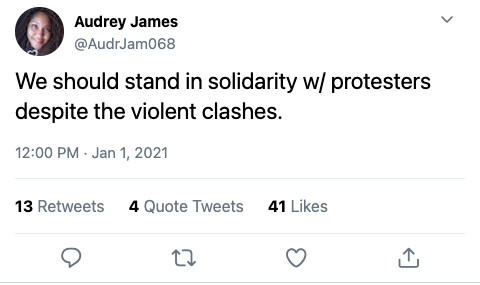 Audrey James
@AudrJam068
We should stand in solidarity w/ protesters
despite the violent clashes.
12:00 PM · Jan 1, 2021
13 Retweets 4 Quote Tweets 41 Likes